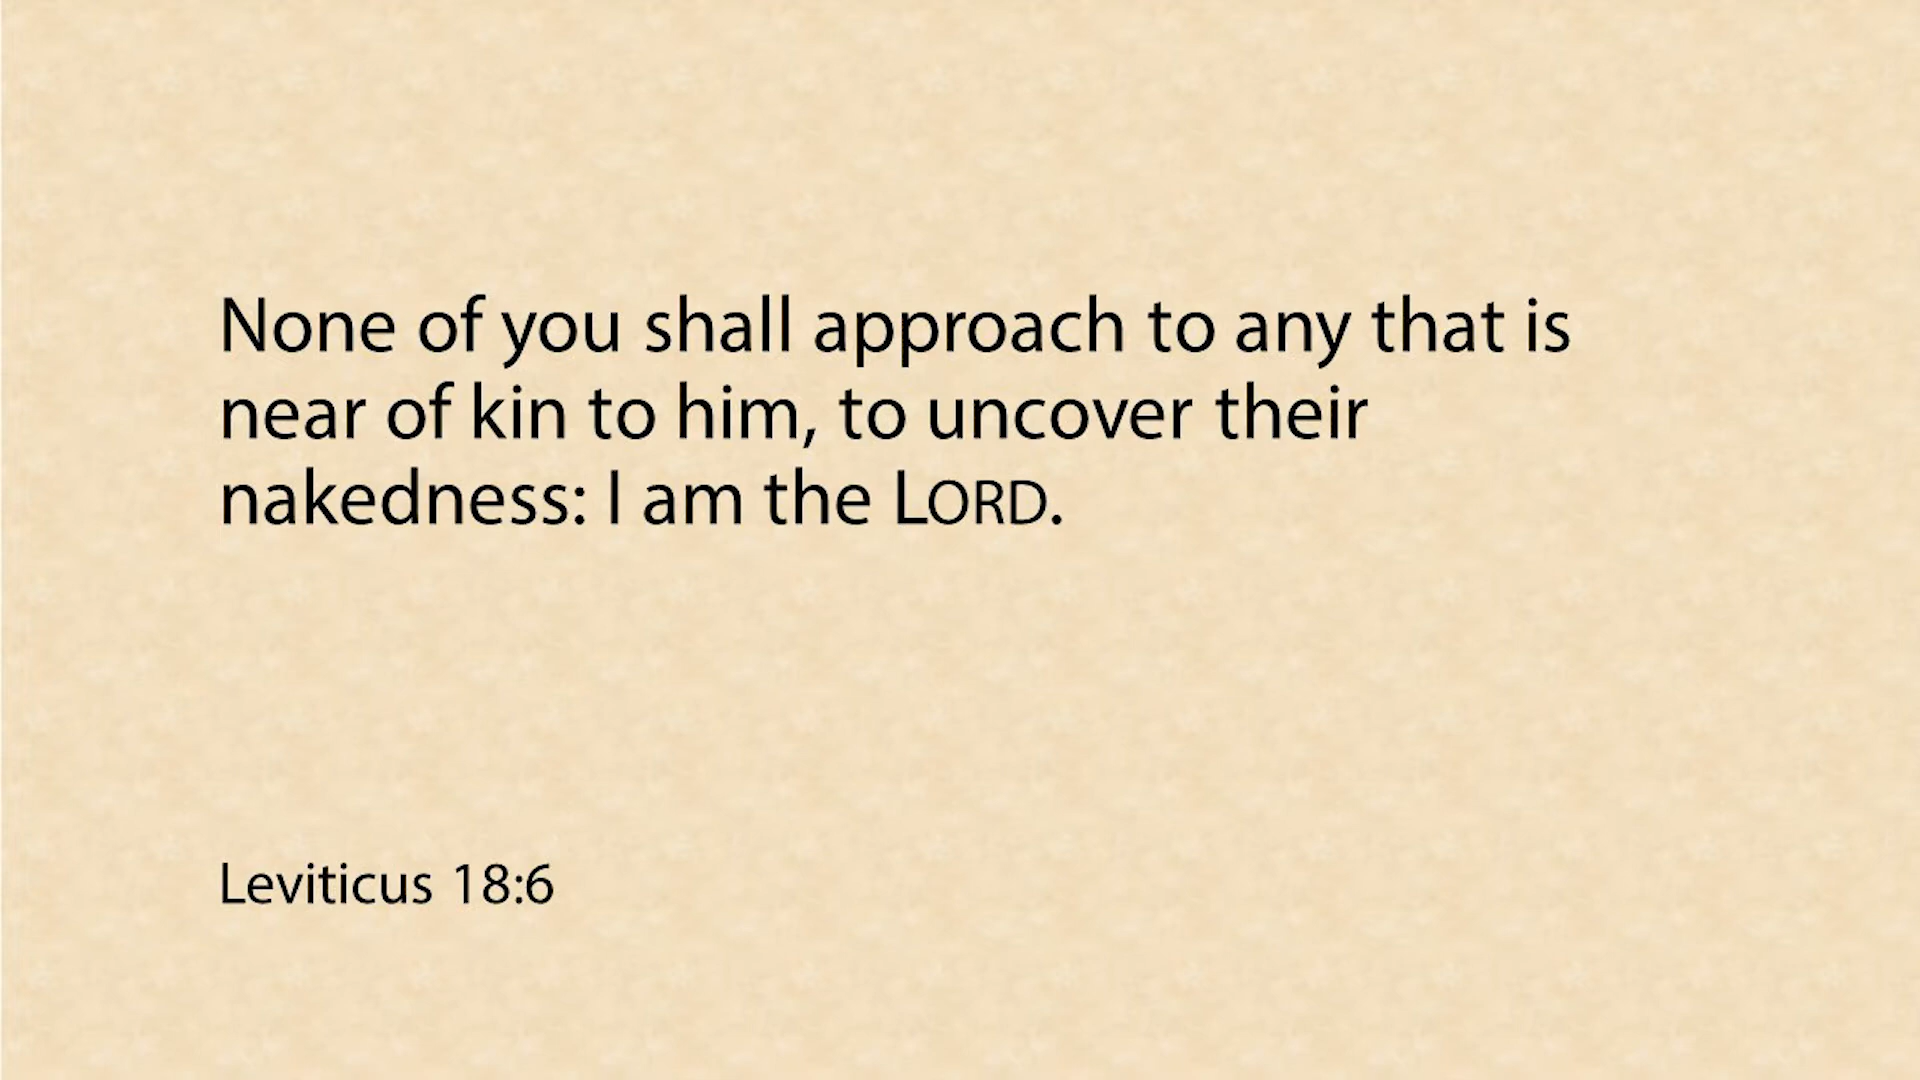 None of you shall approach to any that is
near of kin to him, to uncover their
nakedness: I am the LORD.
Leviticus 18:6